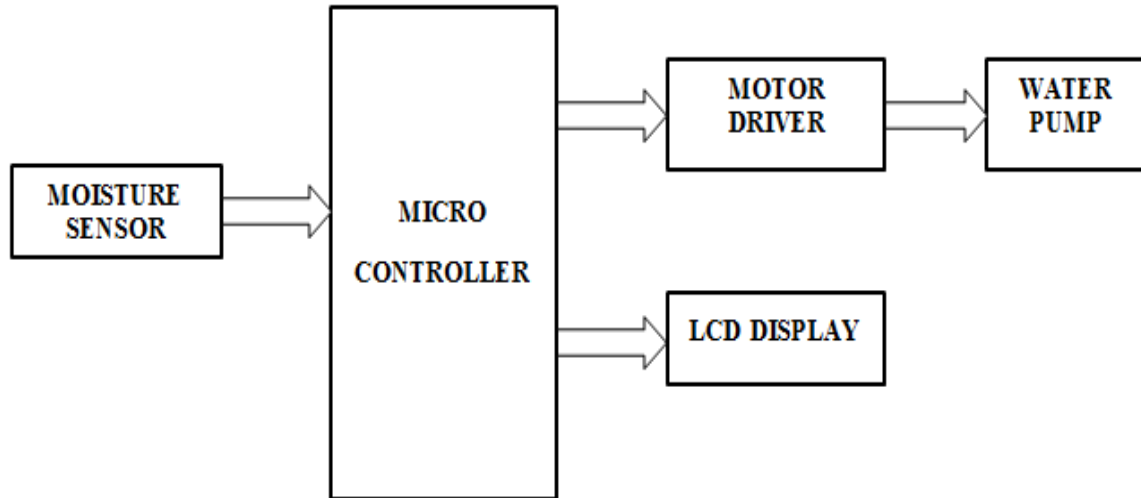 MOISTURE
SENSOR
MICRO
CONTROLLER
MOTOR
DRIVER
WATER
PUMP
LCD DISPLAY